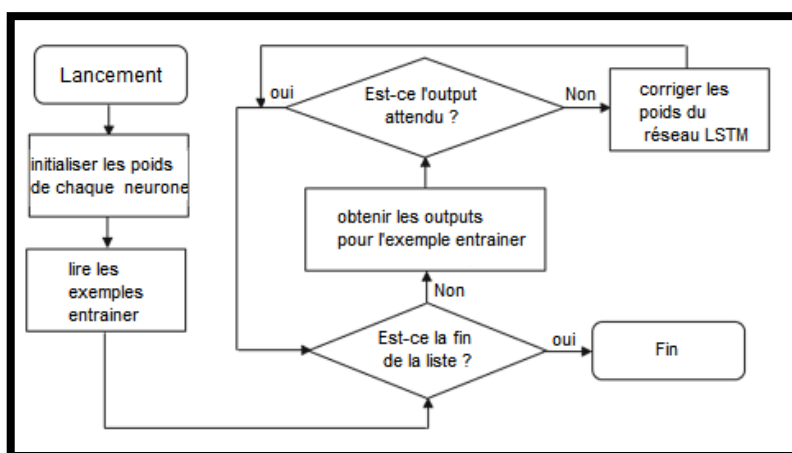 Lancement
initialiser les poids
de chaque neurone
lire les
exemples
entrainer
Est-ce la fin
de la liste ?
oui
Fin
Non
obtenir les outputs
pour l'exemple entrainer
Est-ce l'output
attendu ?
oui
Non
corriger les
poids du
réseau LSTM